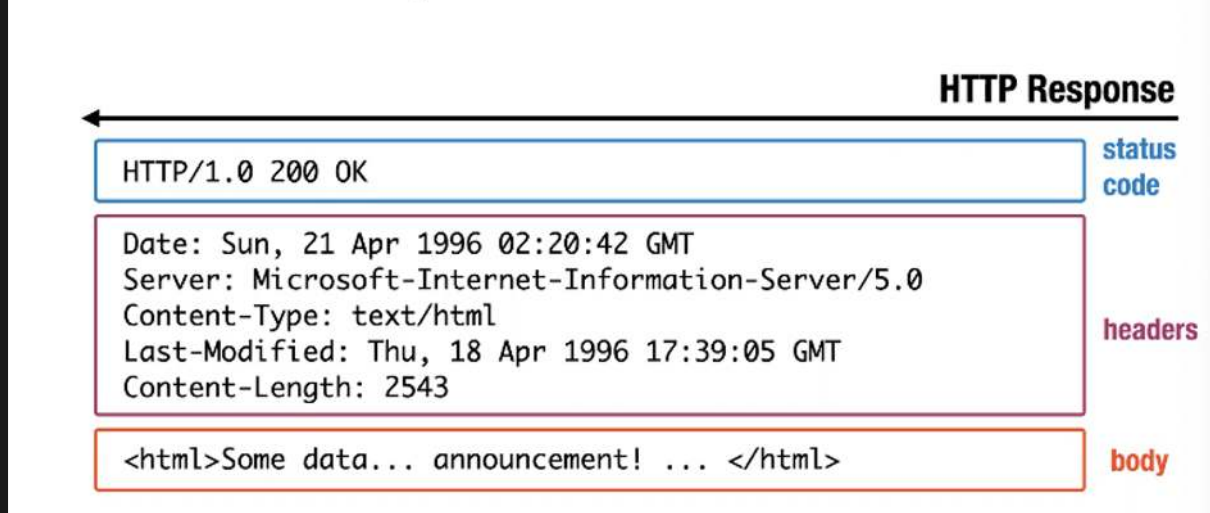 HTTP Response
HTTP/1.0 200 OK
status
code
Date: Sun, 21 Apr 1996 02:20:42 GMT
Server: Microsoft-Internet-Information-Server/5.0
Content-Type: text/html
Last-Modified: Thu, 18 Apr 1996 17:39:05 GMT
Content-Length: 2543
headers
<html>Some data... announcement! ... </html>
body